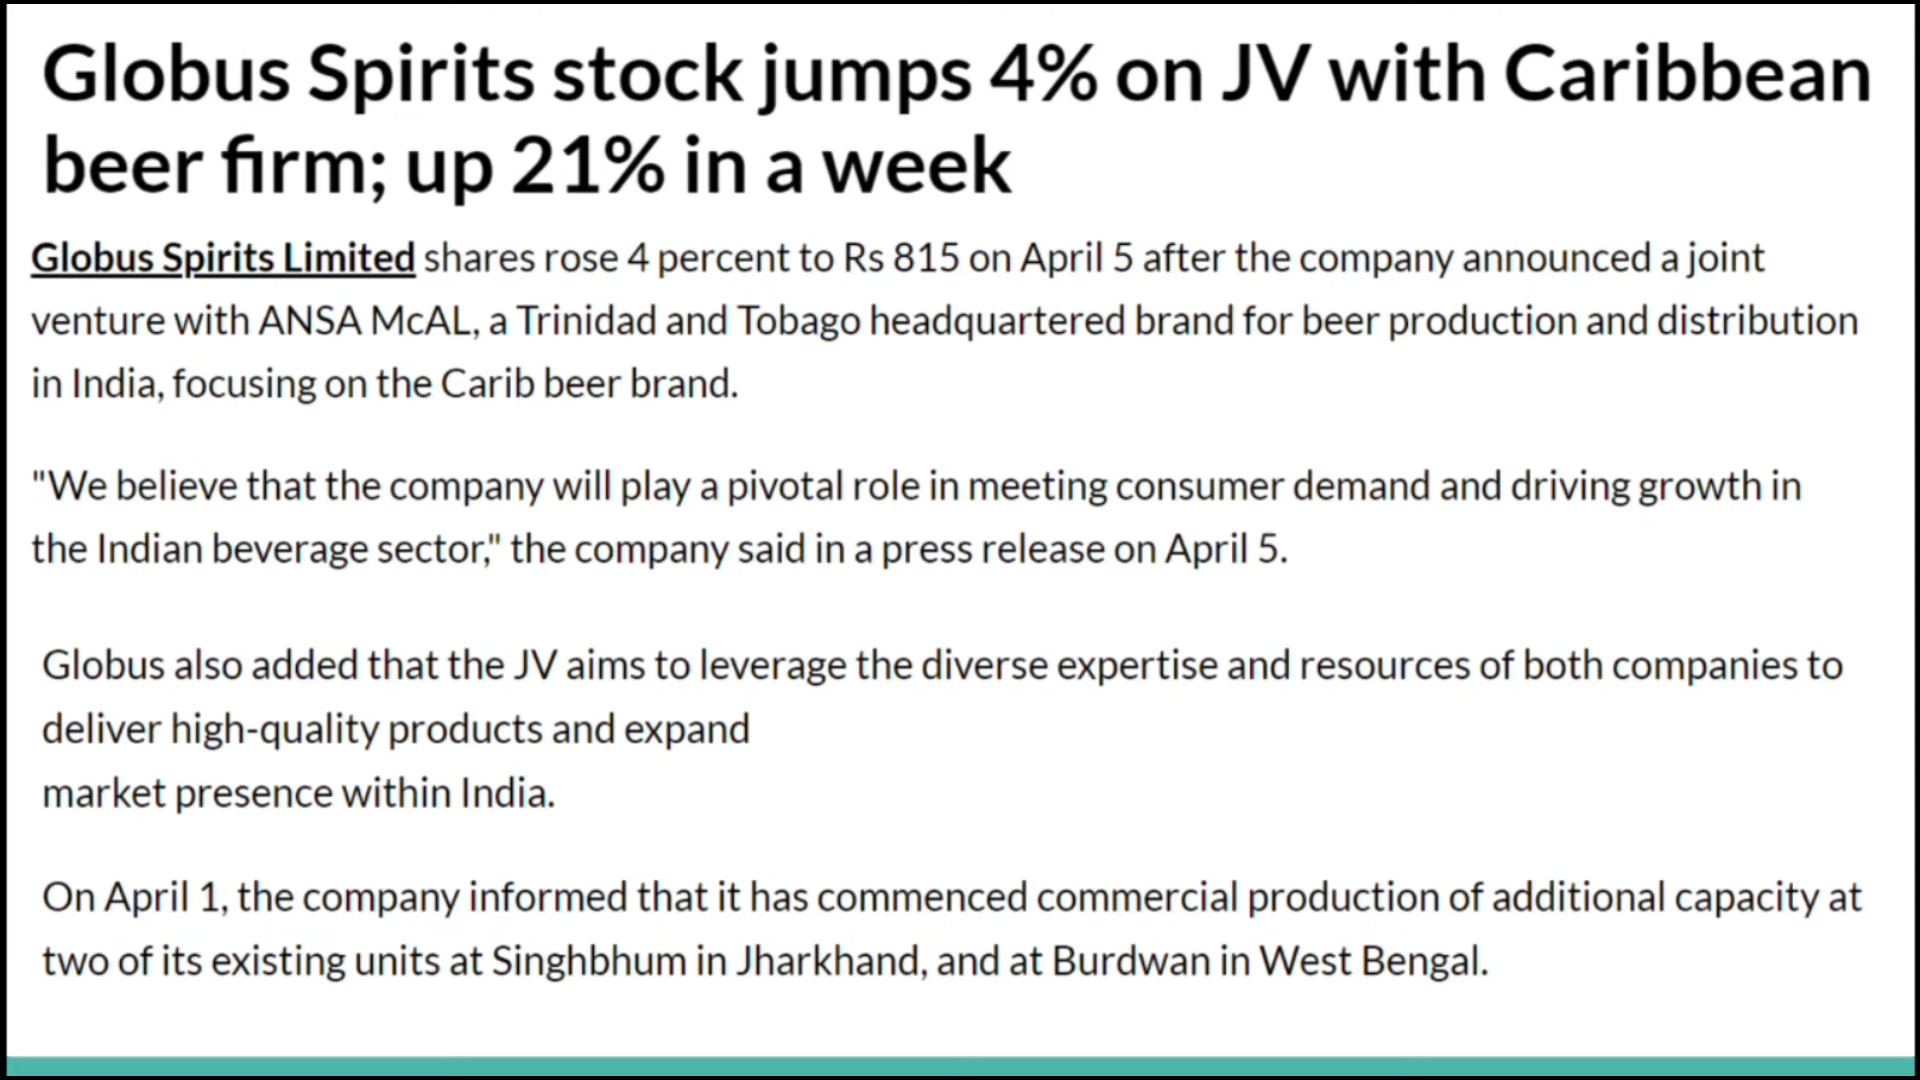 Globus Spirits stock jumps 4% on JV with Caribbean
beer firm; up 21% in a week
Globus Spirits Limited shares rose 4 percent to Rs 815 on April 5 after the company announced a joint
venture with ANSA McAL, a Trinidad and Tobago headquartered brand for beer production and distribution
in India, focusing on the Carib beer brand.
"We believe that the company will play a pivotal role in meeting consumer demand and driving growth in
the Indian beverage sector," the company said in a press release on April 5.
Globus also added that the JV aims to leverage the diverse expertise and resources of both companies to
deliver high-quality products and expand
market presence within India.
On April 1, the company informed that it has commenced commercial production of additional capacity at
two of its existing units at Singhbhum in Jharkhand, and at Burdwan in West Bengal.